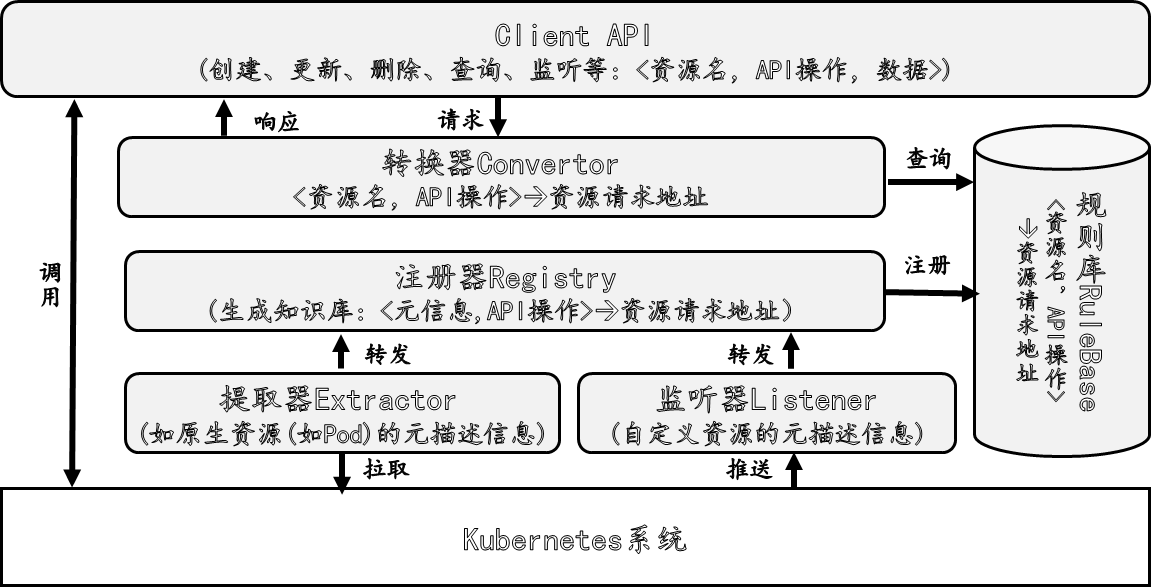 Client API
(创建、更新、删除、查询、监听等：<资源名，API操作，数据>)
响应
请求
转换器Convertor
<资源名，API操作>→资源请求地址
查询
调用
注册器Registry
(生成知识库：<元信息,API操作>→资源请求地址)
注册
规则库RuleBase
<资源名，API操作>
→资源请求地址
转发
转发
提取器Extractor
(如原生资源(如Pod)的元描述信息)
监听器Listener
(自定义资源的元描述信息)
拉取
推送
Kubernetes系统